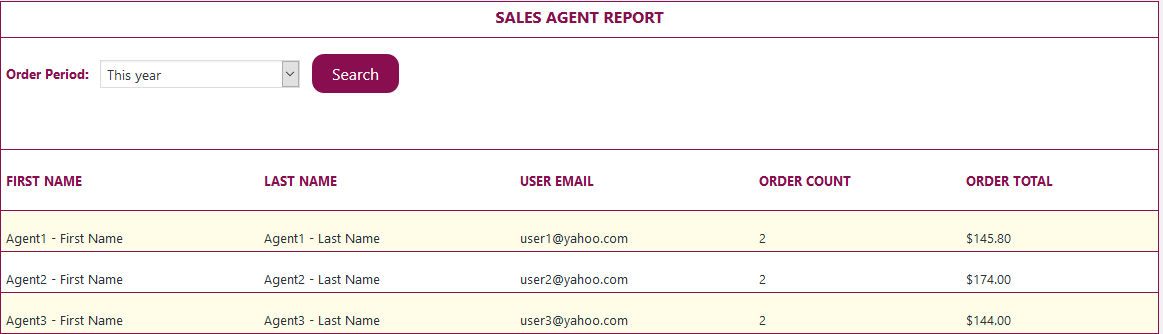 SALES AGENT REPORT
Order Period: This year Search
FIRST NAME LAST NAME USER EMAIL ORDER COUNT ORDER TOTAL
Agent1 - First Name Agent1 - Last Name user1@yahoo.com 2 $145.80
Agent2 - First Name Agent2 - Last Name user2@yahoo.com 2 $174.00
Agent3 - First Name Agent3 - Last Name user3@yahoo.com 2 $144.00